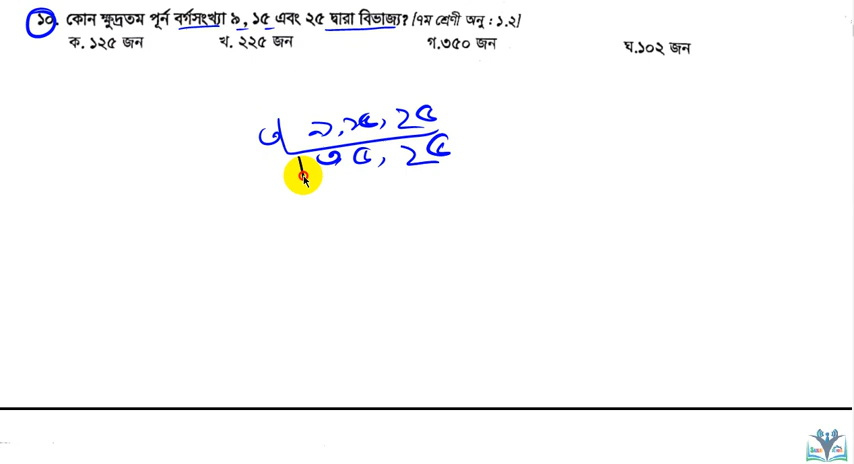 ১০. কোন ক্ষুদ্রতম পূর্ন বর্গসংখ্যা ৯, ১৫ এবং ২৫ দ্বারা বিভাজ্য? [৭ম শ্রেণী অনু : ১.২]
ক. ১২৫ জন খ. ২২৫ জন গ.৩৫০ জন ঘ.১০২ জন
৩ ৯, ১৫, ২৫
৩ ৫, ২৫